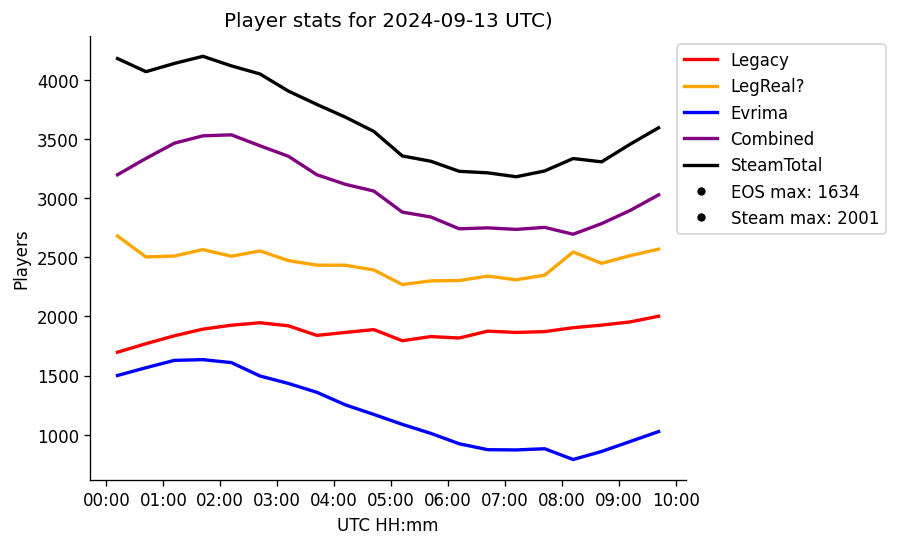 Player stats for 2024-09-13 UTC)
Legacy
LegReal?
Evrima
Combined
SteamTotal
EOS max: 1634
Steam max: 2001
Players
4000
3500
3000
2500
2000
1500
1000
00:00 01:00 02:00 03:00 04:00 05:00 06:00 07:00 08:00 09:00 10:00
UTC HH:mm